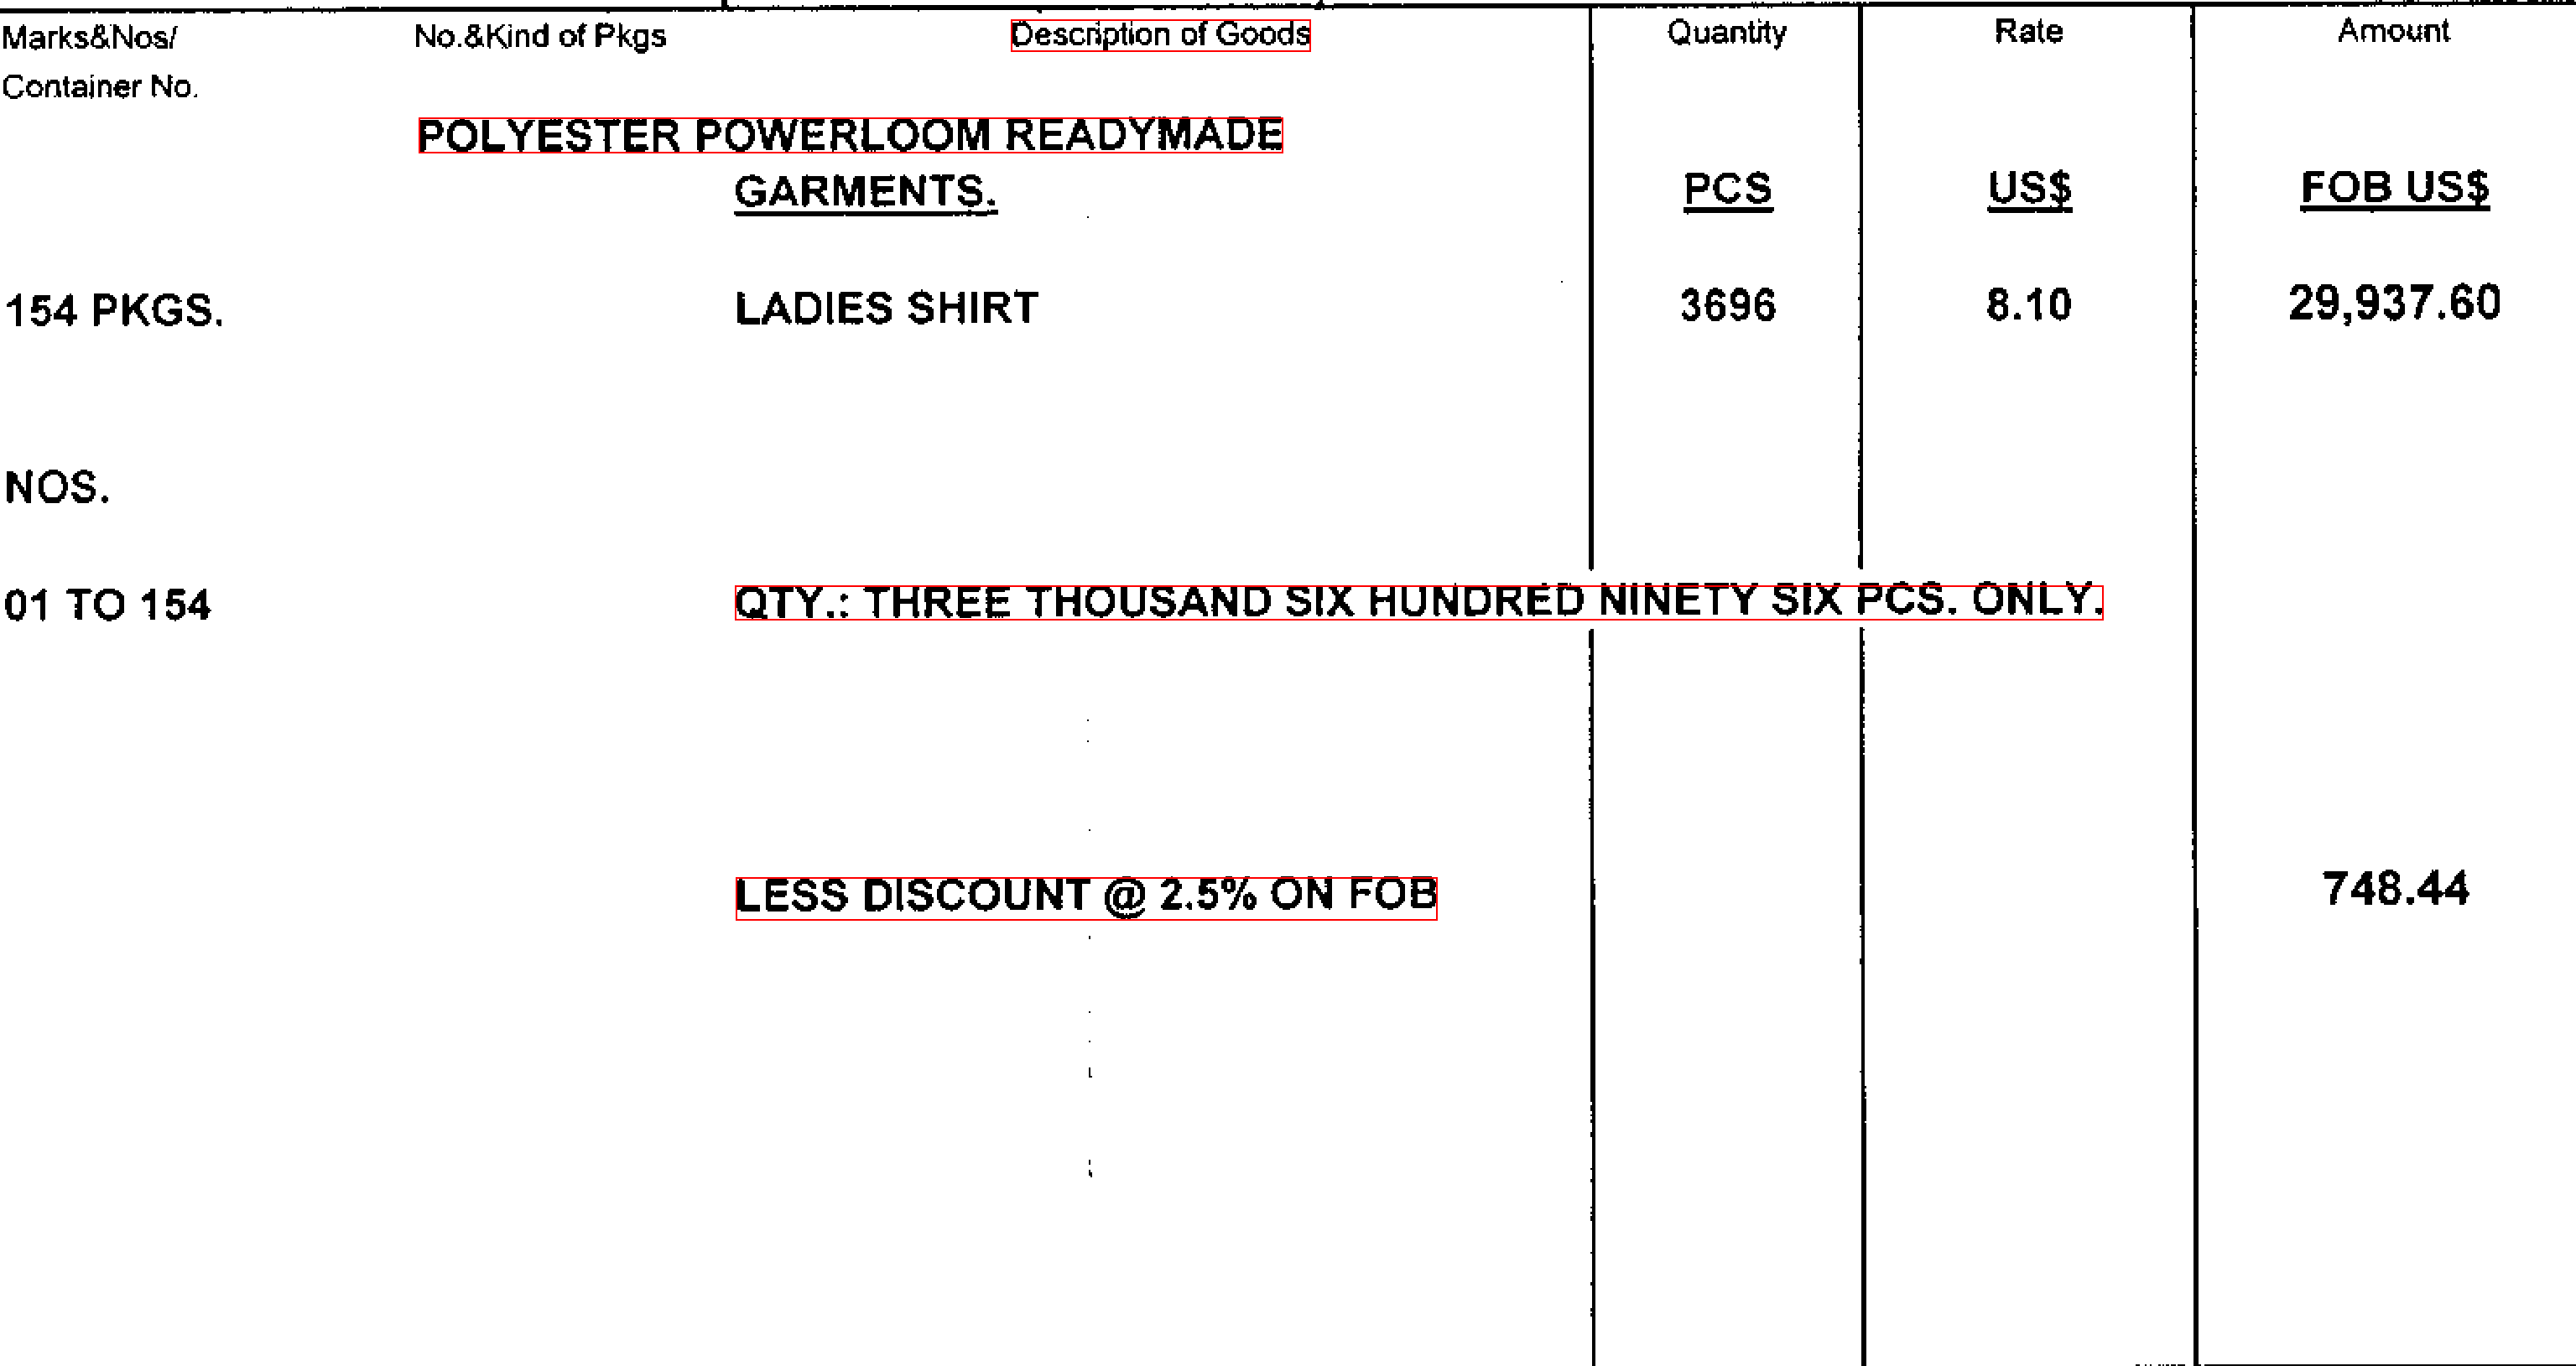 Marks&Nos/ No.&Kind of Pkgs Description of Goods Quantity Rate Amount
Container No.
POLYESTER POWERLOOM READYMADE
GARMENTS. PCS US$ FOB US$
154 PKGS. LADIES SHIRT 3696 8.10 29,937.60
NOS.
01 TO 154 QTY.: THREE THOUSAND SIX HUNDRED NINETY SIX PCS. ONLY.
LESS DISCOUNT @ 2.5% ON FOB 748.44